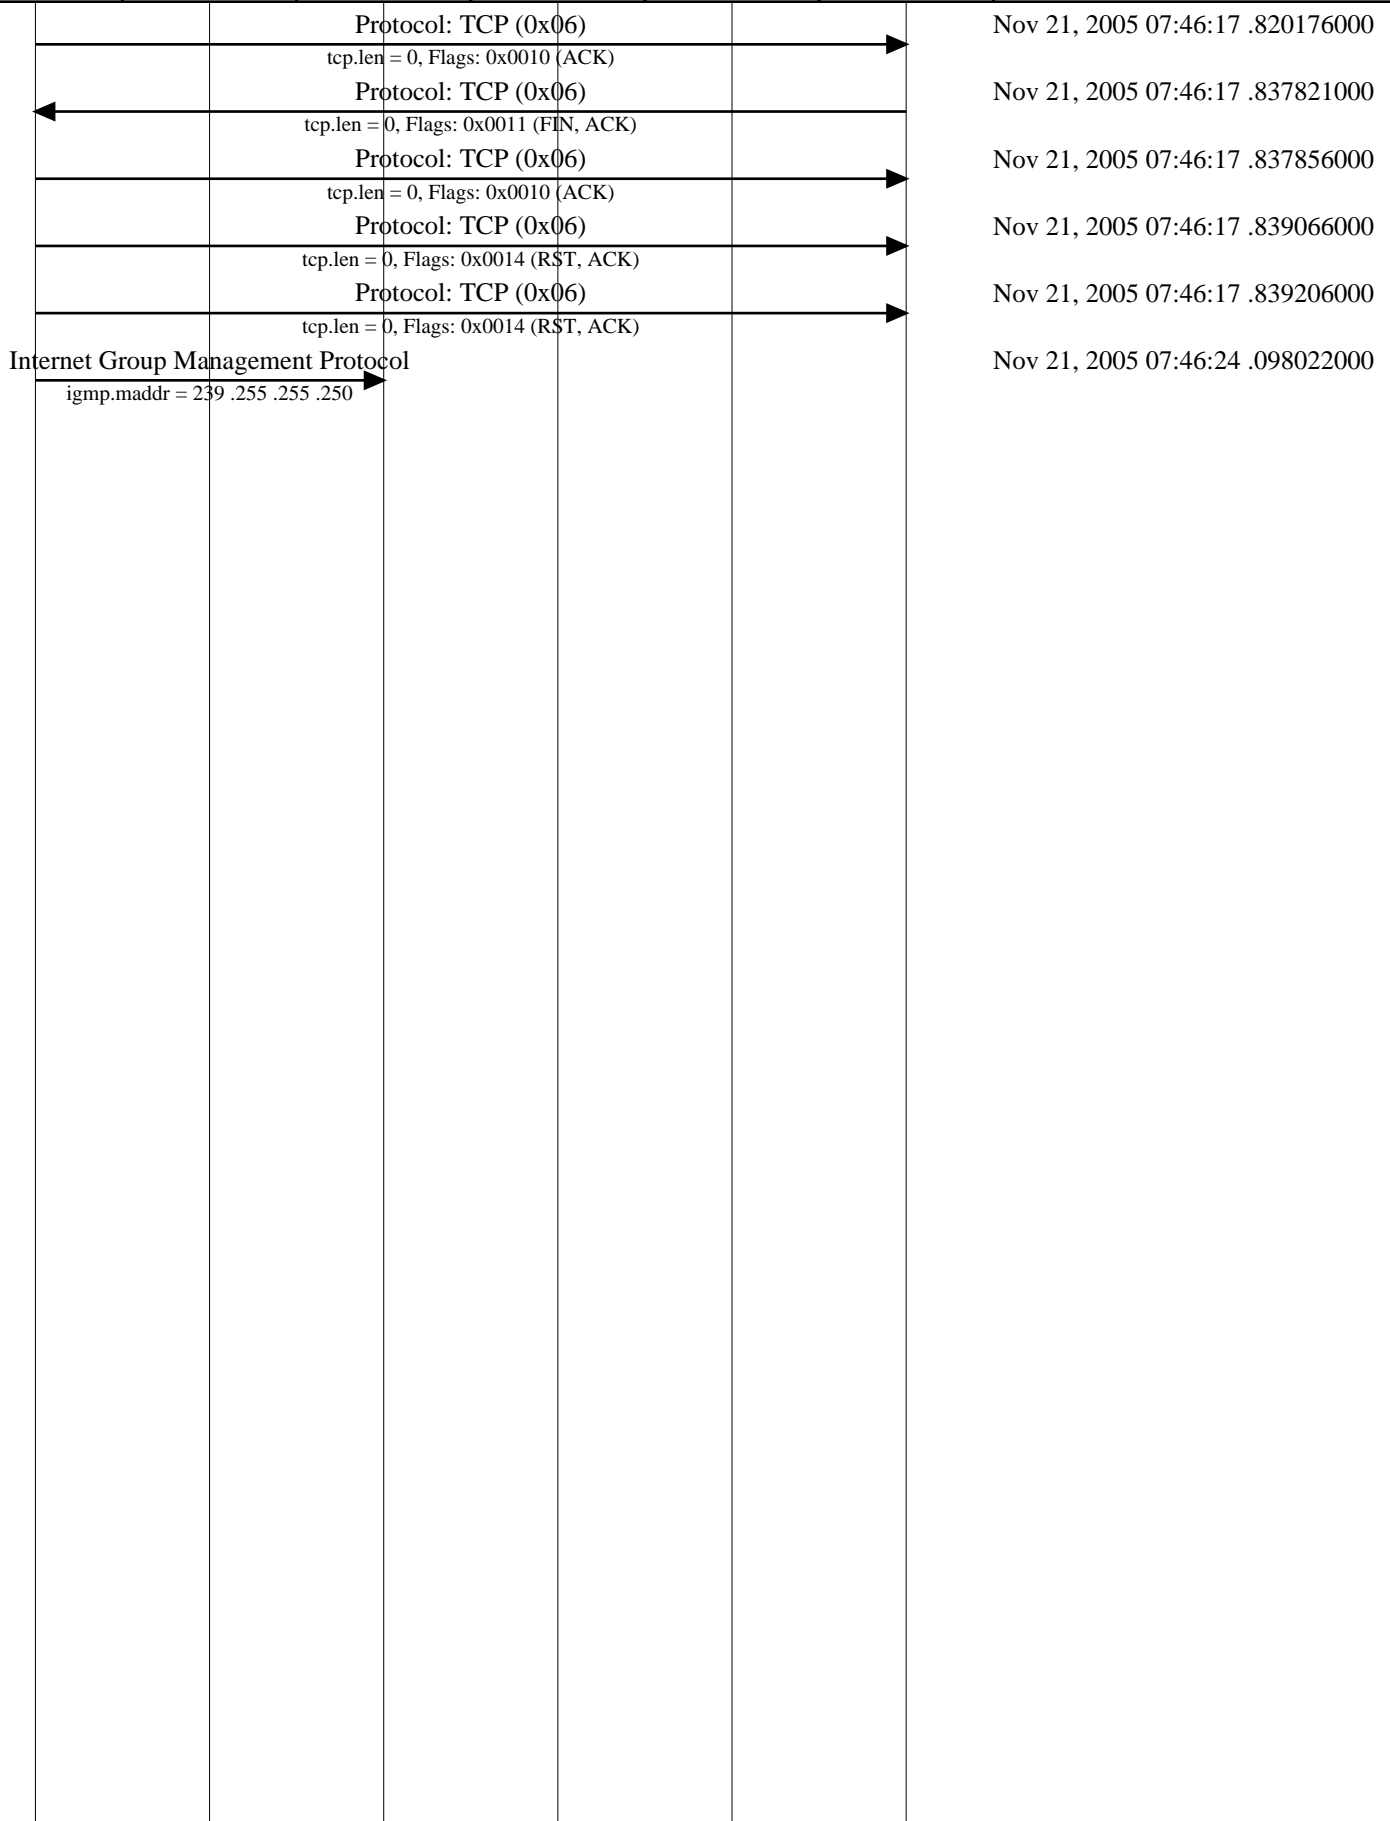 Protocol: TCP (0x06) Nov 21, 2005 07:46:17 .820176000
tcp.len = 0, Flags: 0x0010 (ACK)
Protocol: TCP (0x06) Nov 21, 2005 07:46:17 .837821000
tcp.len = 0, Flags: 0x0011 (FIN, ACK)
Protocol: TCP (0x06) Nov 21, 2005 07:46:17 .837856000
tcp.len = 0, Flags: 0x0010 (ACK)
Protocol: TCP (0x06) Nov 21, 2005 07:46:17 .839066000
tcp.len = 0, Flags: 0x0014 (RST, ACK)
Protocol: TCP (0x06) Nov 21, 2005 07:46:17 .839206000
tcp.len = 0, Flags: 0x0014 (RST, ACK)
Internet Group Management Protocol Nov 21, 2005 07:46:24 .098022000
igmp.maddr = 239 .255 .255 .250